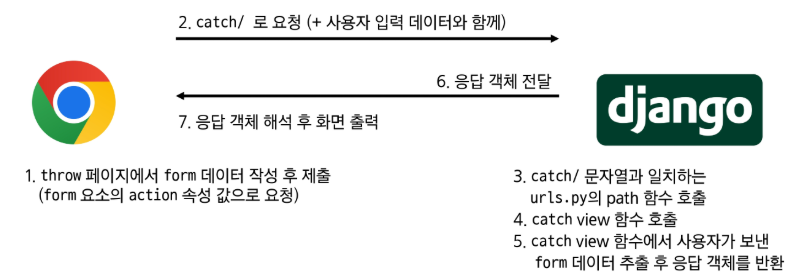 2. catch/ 로 요청 (+ 사용자 입력 데이터와 함께)
6. 응답 객체 전달
django
7. 응답 객체 해석 후 화면 출력
1. throw 페이지에서 form 데이터 작성 후 제출
(form 요소의 action 속성 값으로 요청)
3. catch/ 문자열과 일치하는
urls.py의 path 함수 호출
4. catch view 함수 호출
5. catch view 함수에서 사용자가 보낸
form 데이터 추출 후 응답 객체를 반환